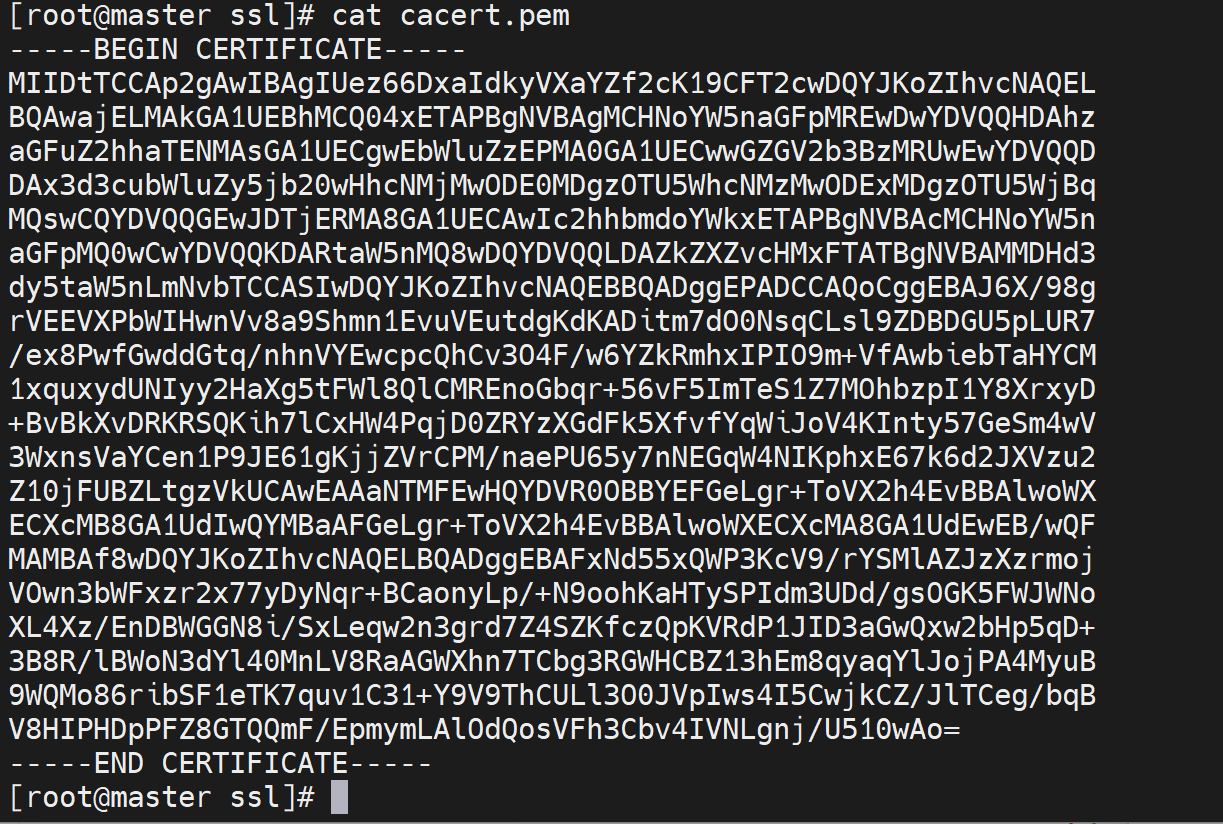 [root@master ssl]# cat cacert.pem
-----BEGIN CERTIFICATE-----
MIIDtTCCAp2gAwIBAgIUez66DxaIdkyVXaYZf2cK19CFT2cwDQYJKoZIhvcNAQEL
BQAwajELMAkGA1UEBhMCQ04xETAPBgNVBAgMCHNoYW5naGFpMREwDwYDVQQHDAhz
aGFuZ2hhaTENMAsGA1UECgwEbWluZzEPMA0GA1UECwwGZGV2b3BzMRUwEwYDVQQD
DAx3d3cubWluZy5jb20wHhcNMjMwODE0MDgzOTU5WhcNMzMwODExMDgzOTU5WjBq
MQswCQYDVQQGEwJDTjERMA8GA1UECAwIc2hhbmdoYWkxETAPBgNVBAcMCHNoYW5n
aGFpMQ0wCwYDVQQKDARtaW5nMQ8wDQYDVQQLDAZkZXZvcHMxFTATBgNVBAMMDHd3
dy5taW5nLmNvbTCCASIwDQYJKoZIhvcNAQEBBQADggEPADCCAQoCggEBAJ6X/98g
rVEEVXPbWIHwnVv8a9Shmn1EvuVEutdgKdKADitm7dO0NsqCLsl9ZDBDGU5pLUR7
/ex8PwfGwddGtq/nhnVYEwcpcQhCv3O4F/w6YZkRmhxIPIO9m+VfAwbiebTaHYCM
1xquxydUNIyy2HaXg5tFWl8QlCMREnoGbqr+56vF5ImTeS1Z7MOhbzpI1Y8XrxyD
+BvBkXvDRKRSQKih7lCxHW4PqjD0ZRYzXGdFk5XfvfYqWiJoV4KInty57GeSm4wV
3WxnsVaYCen1P9JE61gKjjZVrCPM/naePU65y7nNEGqW4NIKphxE67k6d2JXVzu2
Z10jFUBZLtgzVkUCAwEAAaNTMFEwHQYDVR0OBBYEFGeLgr+ToVX2h4EvBBAlwoWX
ECXcMB8GA1UdIwQYMBaAFGeLgr+ToVX2h4EvBBAlwoWXECXcMA8GA1UdEwEB/wQF
MAMBAf8wDQYJKoZIhvcNAQELBQADggEBAFxNd55xQWP3KcV9/rYSMlAZJzXzrmoj
VOwn3bWFxzr2x77yDyNqr+BCaonyLp/+N9oohKaHTySPIdm3UDd/gsOGK5FWJWNo
XL4Xz/EnDBWGGN8i/SxLeqw2n3grd7Z4SZKfczQpKVRdP1JID3aGwQxw2bHp5qD+
3B8R/lBWoN3dYl40MnLV8RaAGWXhn7TCbg3RGWHCBZ13hEm8qyaqYlJojPA4MyuB
9WQMo86ribSF1eTK7quv1C31+Y9V9ThCULl3O0JVpIws4I5CwjkCZ/JlTCeg/bqB
V8HIPHDpPFZ8GTQQmF/EpmymLAlOdQosVFh3Cbv4IVNLgnj/U510wAo=
-----END CERTIFICATE-----
[root@master ssl]#